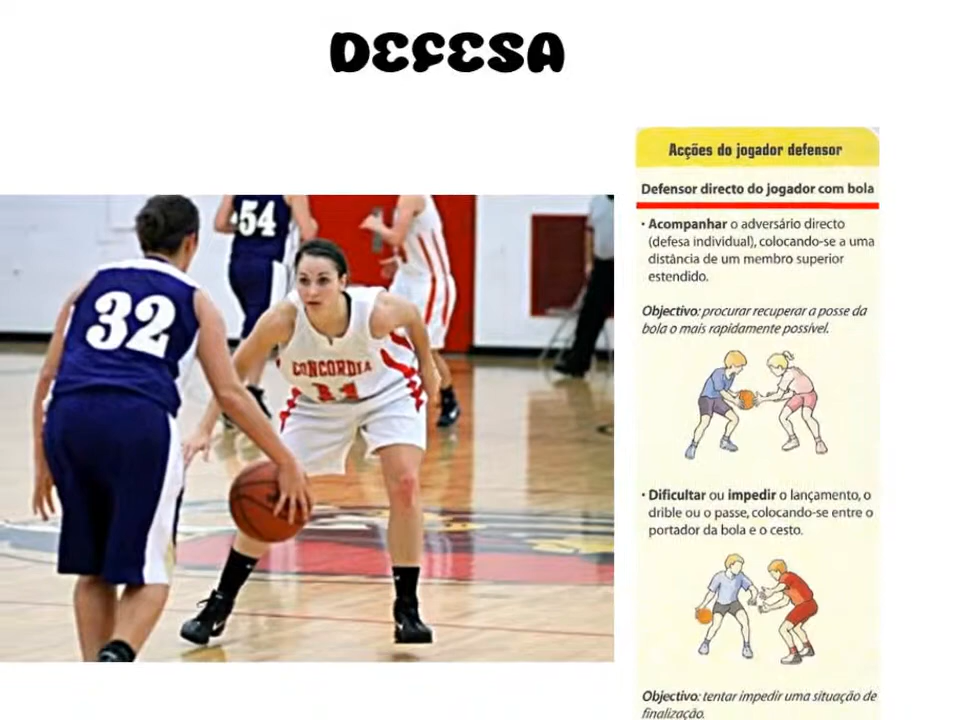 DEFESA
Acções do jogador defensor
Defensor directo do jogador com bola
• Acompanhar o adversário directo
(defesa individual), colocando-se a uma
distância de um membro superior
estendido.
Objectivo: procurar recuperar a posse da
bola o mais rapidamente possível.
54
32
CONCORDIA
11
• Dificultar ou impedir o lançamento, o
drible ou o passe, colocando-se entre o
portador da bola e o cesto.
Objectivo: tentar impedir uma situação de
finalização.